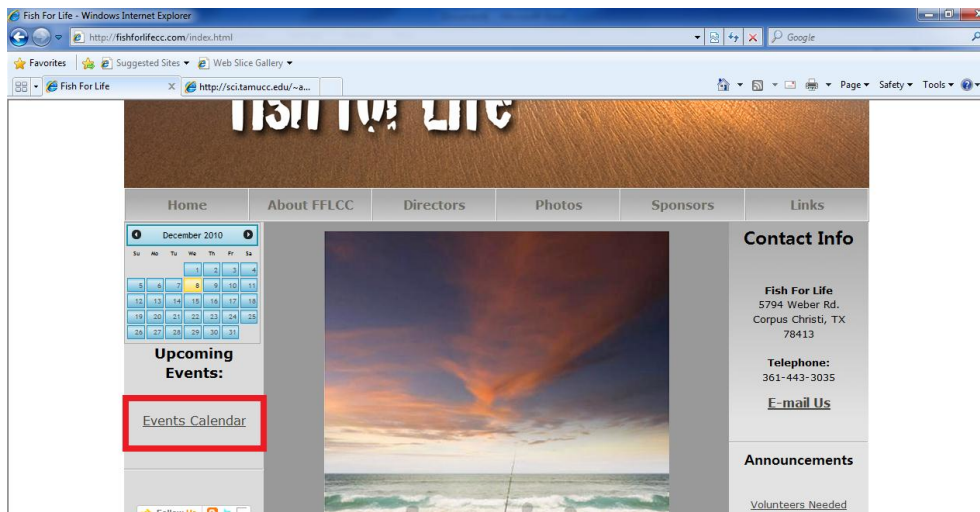 Fish For Life - Windows Internet Explorer
http://fishforlifecc.com/index.html
Google
Favorites
Suggested Sites
Web Slice Gallery
Fish For Life
http://sci.tamucc.edu/~a...
Page
Safety
Tools
Fish For Life
Home
About FFLCC
Directors
Photos
Sponsors
Links
December 2010
Su Mo Tu We Th Fr Sa
1 2 3 4
5 6 7 8 9 10 11
12 13 14 15 16 17 18
19 20 21 22 23 24 25
26 27 28 29 30 31
Upcoming
Events:
Events Calendar
Follow Us
Contact Info
Fish For Life
5794 Weber Rd.
Corpus Christi, TX
78413
Telephone:
361-443-3035
E-mail Us
Announcements
Volunteers Needed